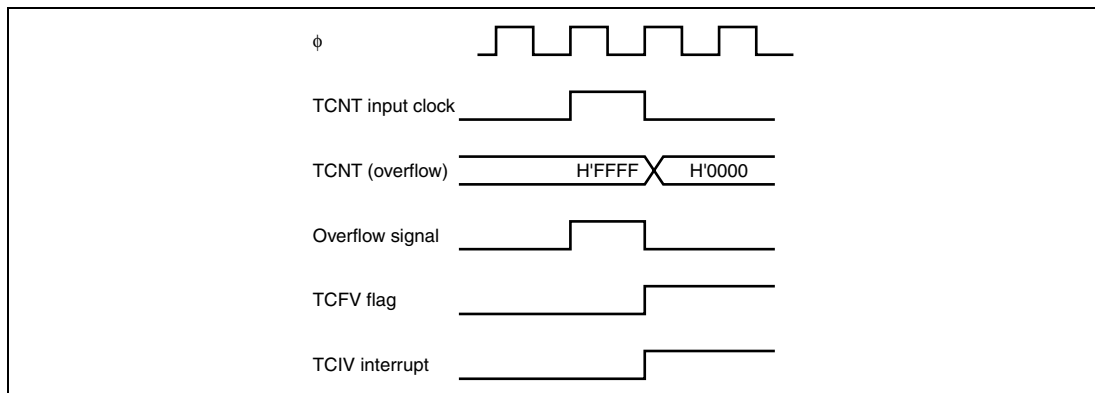 ϕ
TCNT input clock
TCNT (overflow)
H'FFFF
H'0000
Overflow signal
TCFV flag
TCIV interrupt